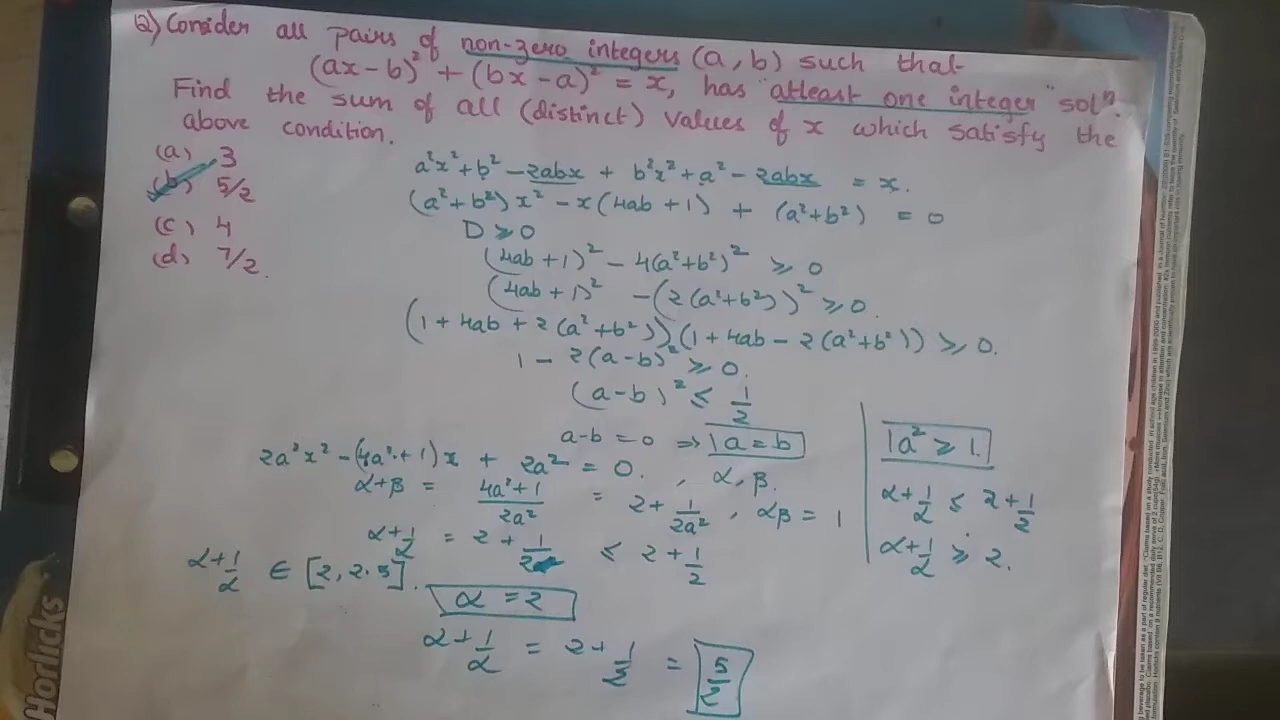 Q) Consider all pairs of non-zero integers (a, b) such that
(ax-b)² + (bx-a)² = x, has "atleast one integer" solⁿ.
Find the sum of all (distinct) values of x which satisfy the
above condition.
(a) 3
(b) 5/2
(c) 4
(d) 7/2
a²x²+b²-2abx + b²x²+a²-2abx = x.
(a²+b²)x² - x(4ab+1) + (a²+b²) = 0
D ≥ 0
(4ab+1)² - 4(a²+b²)² ≥ 0
(4ab+1)² - (2(a²+b²))² ≥ 0.
(1+4ab+2(a²+b²)) (1+4ab-2(a²+b²)) ≥ 0.
1 - 2(a-b)² ≥ 0.
(a-b)² ≤ 1/2
a-b=0 ⇒ a=b
2a²x² - (4a²+1)x + 2a² = 0. , α, β.
α+β = 4a²+1/2a² = 2+1/2a², αβ=1
α+1/α = 2+1/2 ≤ 2+1/2
α+1/α ∈ [2, 2.5].
α=2
α+1/α = 2+1/2 = 5/2
a² ≥ 1.
α+1/α ≤ 2+1/2
α+1/α ≥ 2.
Horlicks